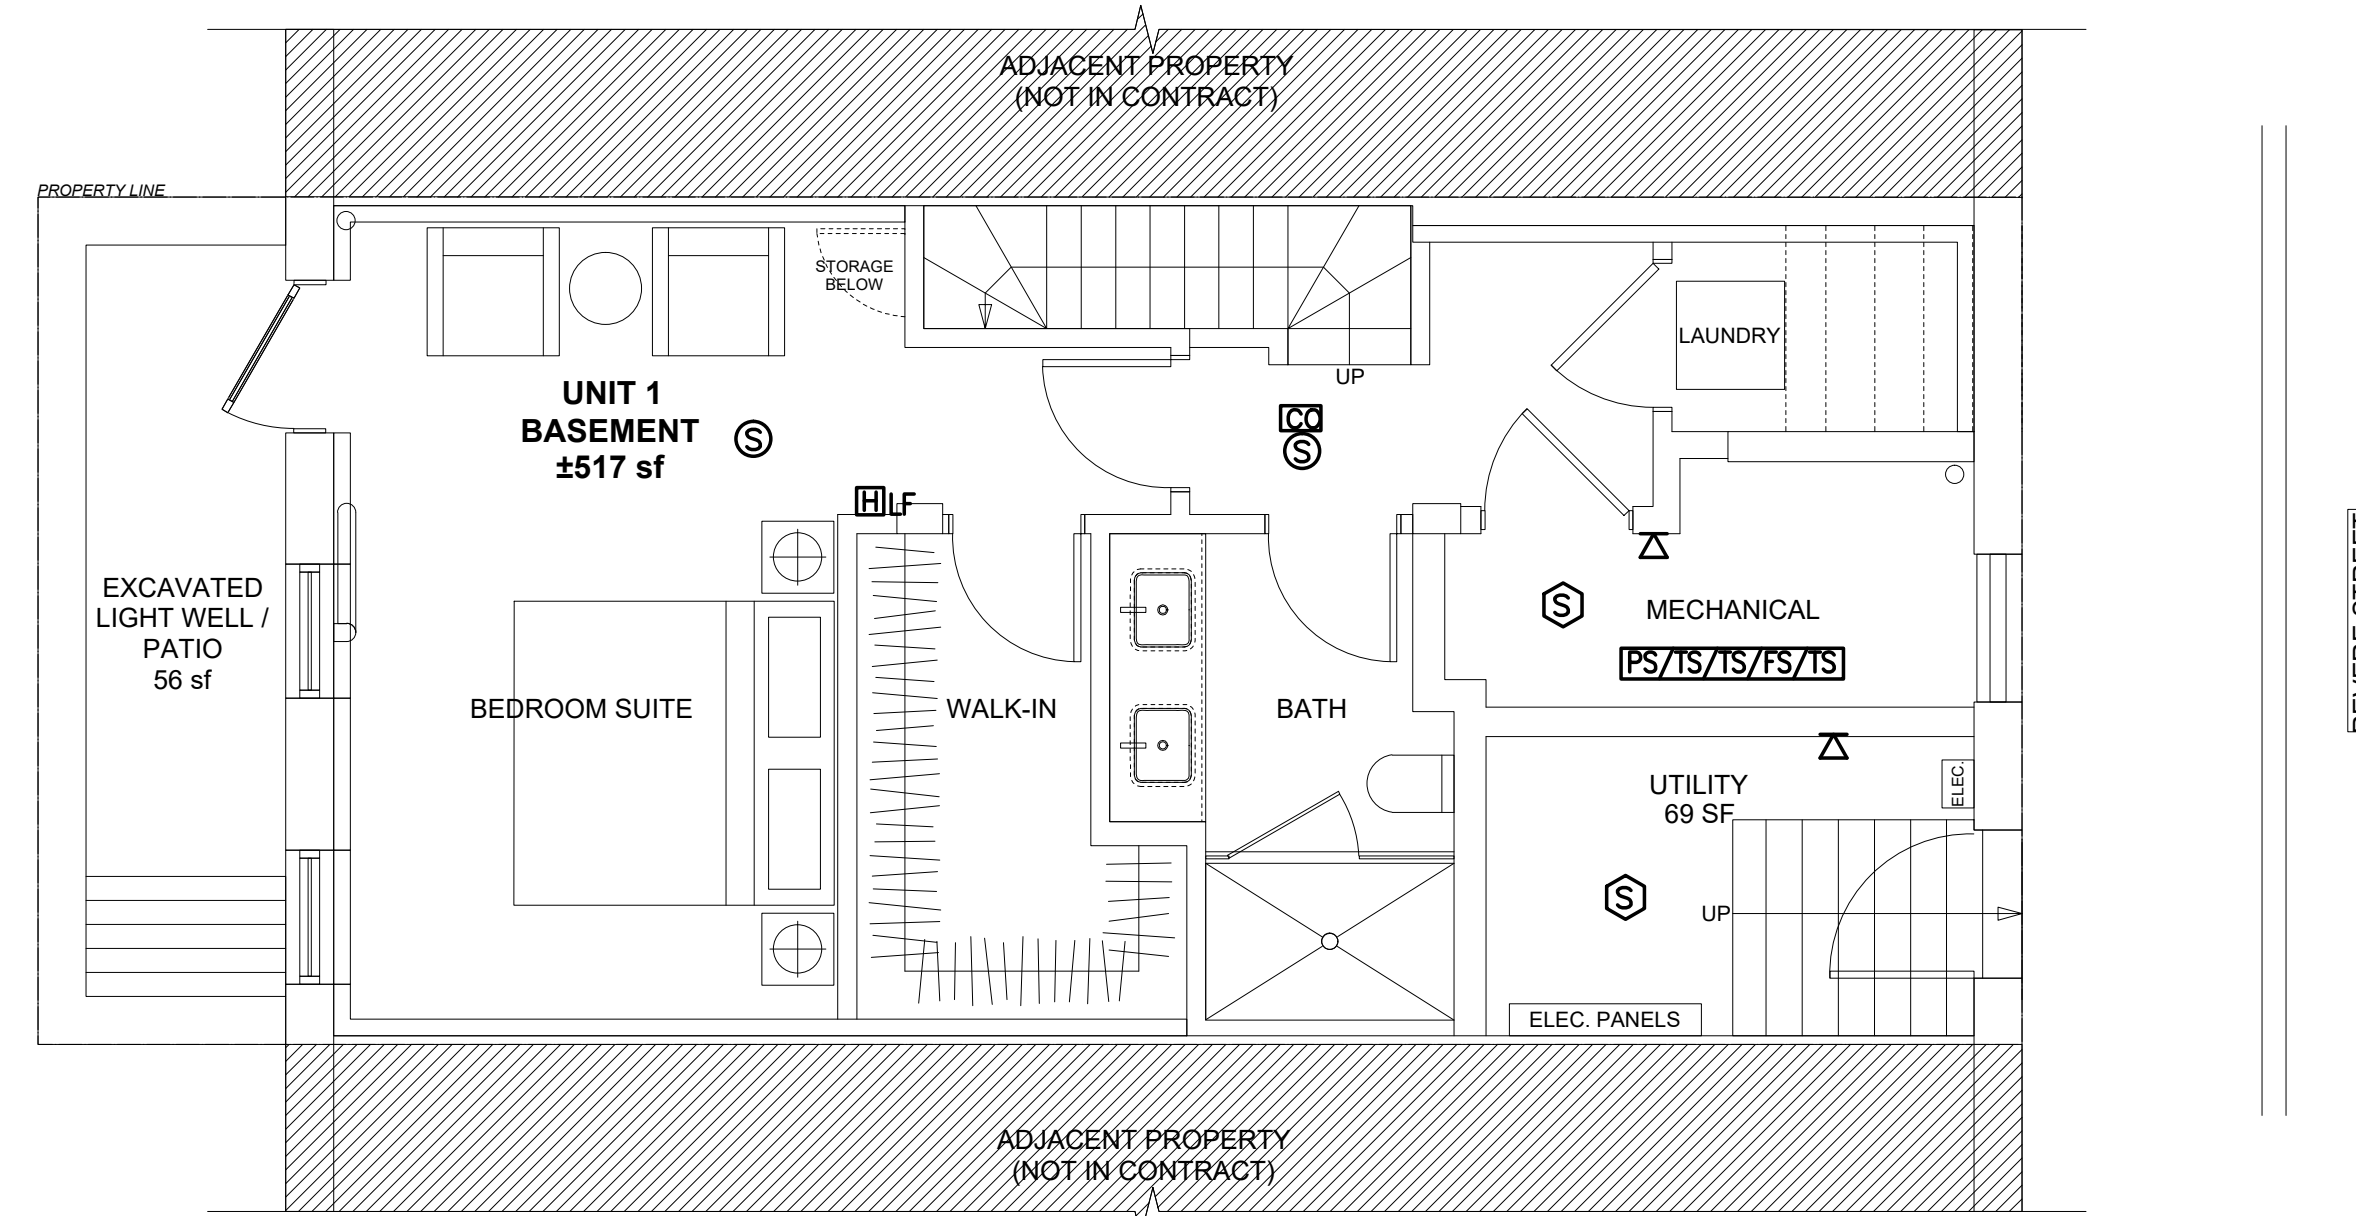 ADJACENT PROPERTY
(NOT IN CONTRACT)
PROPERTY LINE
STORAGE
BELOW
LAUNDRY
UP
UNIT 1
BASEMENT
±517 sf
S
CO
S
H LF
EXCAVATED
LIGHT WELL /
PATIO
56 sf
S
MECHANICAL
PS/TS/TS/FS/TS
BEDROOM SUITE
WALK-IN
BATH
UTILITY
69 SF
ELEC.
S
UP
ELEC. PANELS
ADJACENT PROPERTY
(NOT IN CONTRACT)